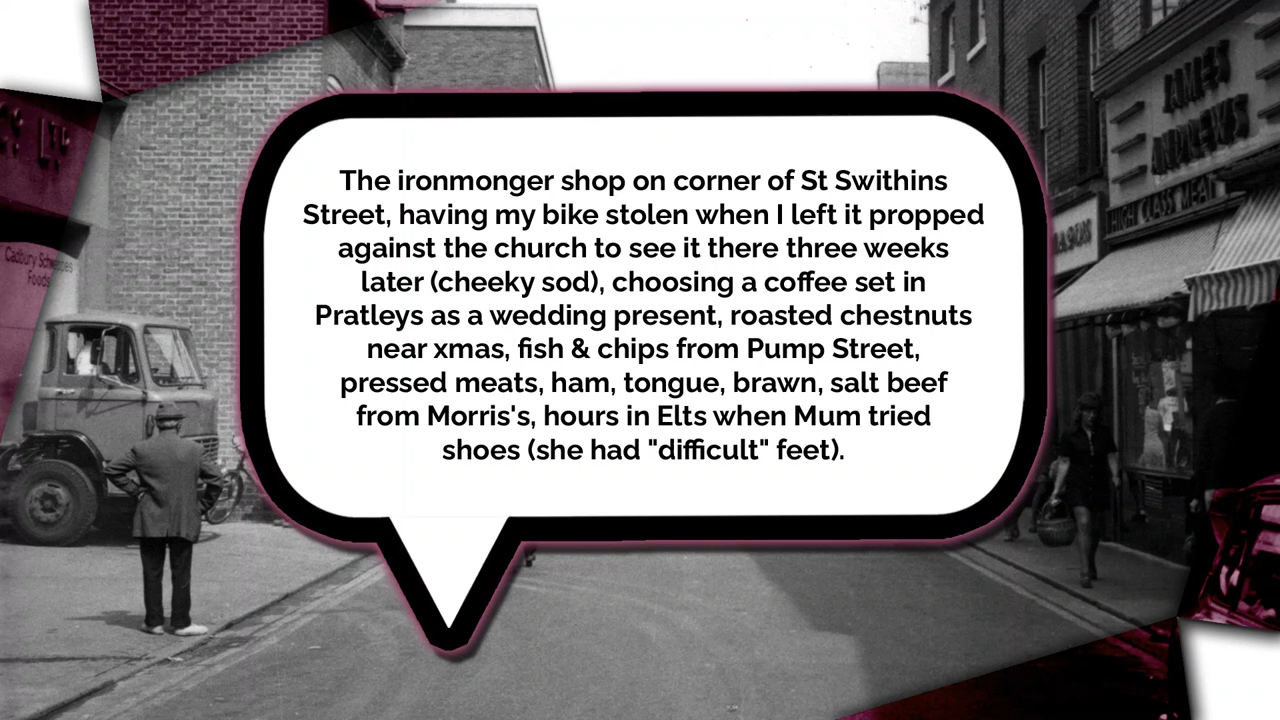 The ironmonger shop on corner of St Swithins
Street, having my bike stolen when I left it propped
against the church to see it there three weeks
later (cheeky sod), choosing a coffee set in
Pratleys as a wedding present, roasted chestnuts
near xmas, fish & chips from Pump Street,
pressed meats, ham, tongue, brawn, salt beef
from Morris's, hours in Elts when Mum tried
shoes (she had "difficult" feet).
JAMES
ANDREWS
HIGH CLASS MEAT
Cadbury Schweppes
Foods